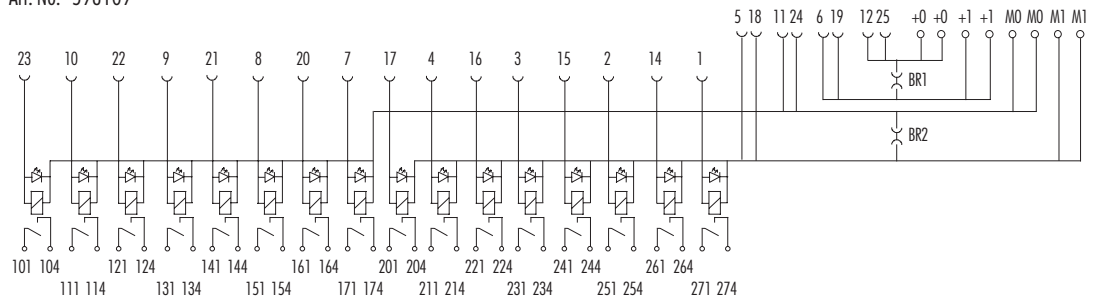 5 18 11 24 6 19 12 25 +0 +0 +1 +1 M0 M0 M1 M1
23 10 22 9 21 8 20 7 17 4 16 3 15 2 14 1
BR1
BR2
101 104 121 124 141 144 161 164 201 204 221 224 241 244 261 264
111 114 131 134 151 154 171 174 211 214 231 234 251 254 271 274